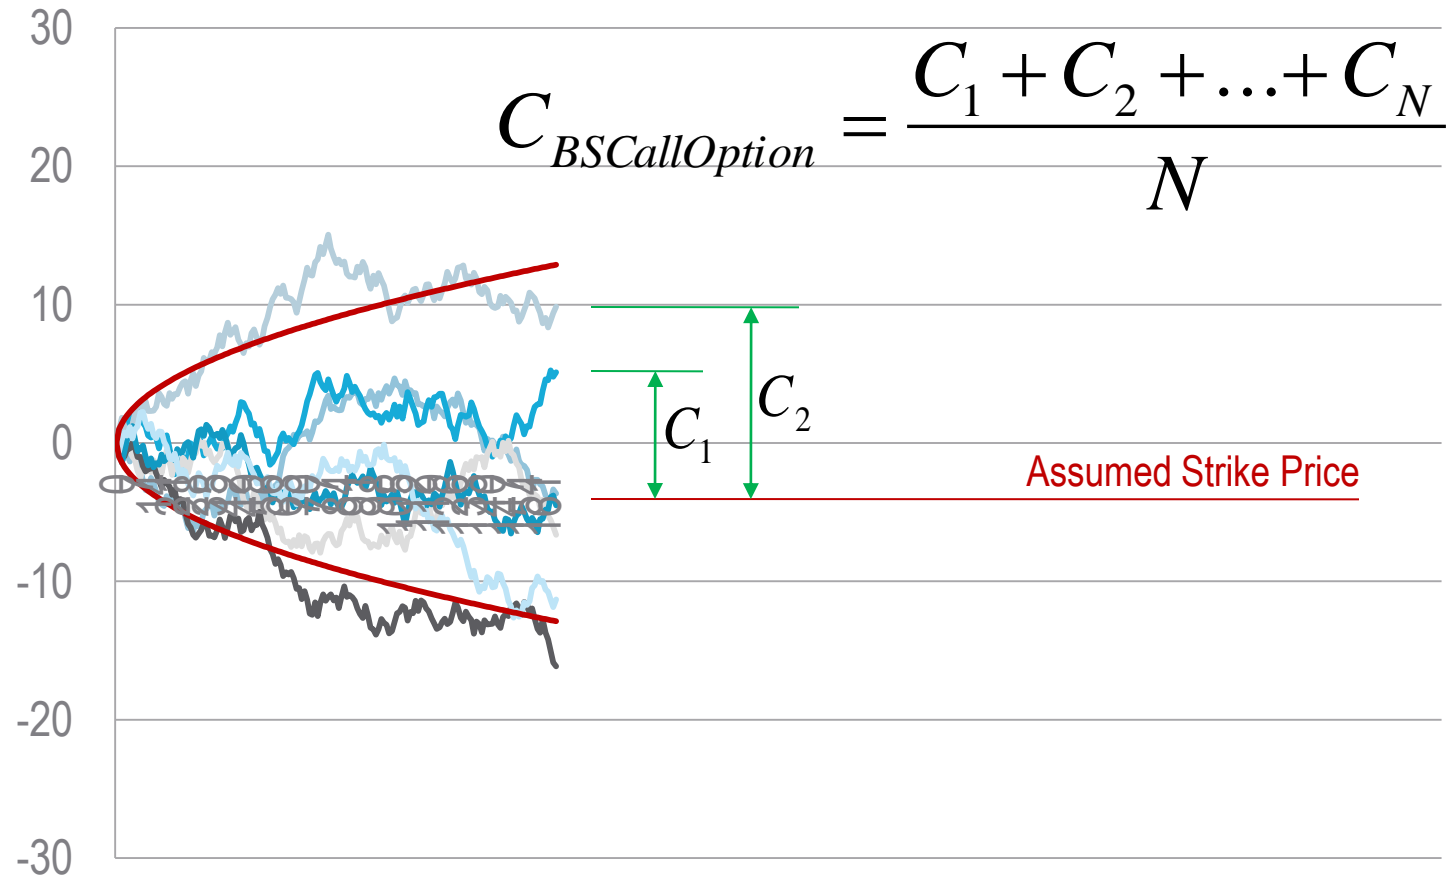 30
C_BSCallOption = (C_1 + C_2 + ... + C_N) / N
20
10
C_2
C_1
0
Assumed Strike Price
-10
-20
-30